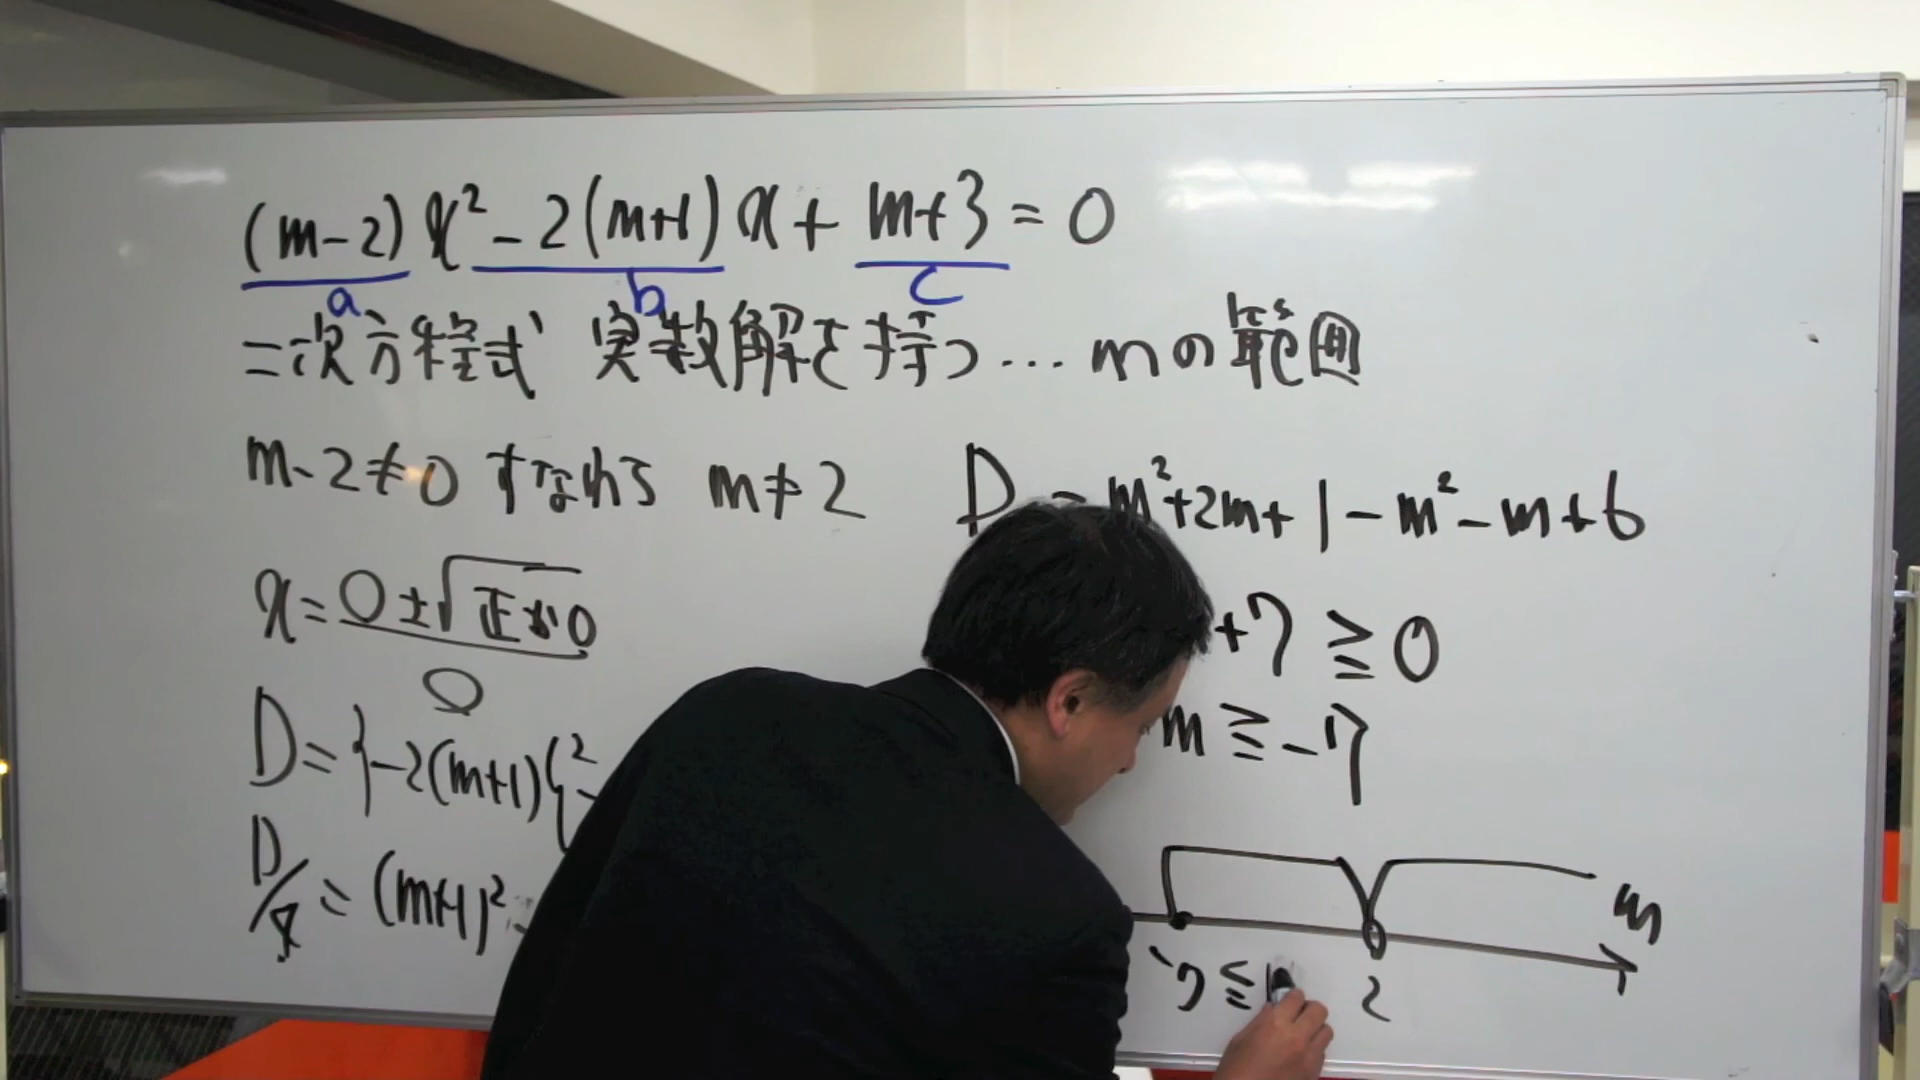 (m-2)x²-2(m+1)x+m+3=0
a b c
二次方程式 実数解を持つ…mの範囲
m-2≠0 すなわち m≠2
x=○±√正か0
○
D={-2(m+1)}²-
D/4=(m+1)²-
D =m²+2m+1-m²-m+6
+7≧0
m≧-7
m
-7≦ 2